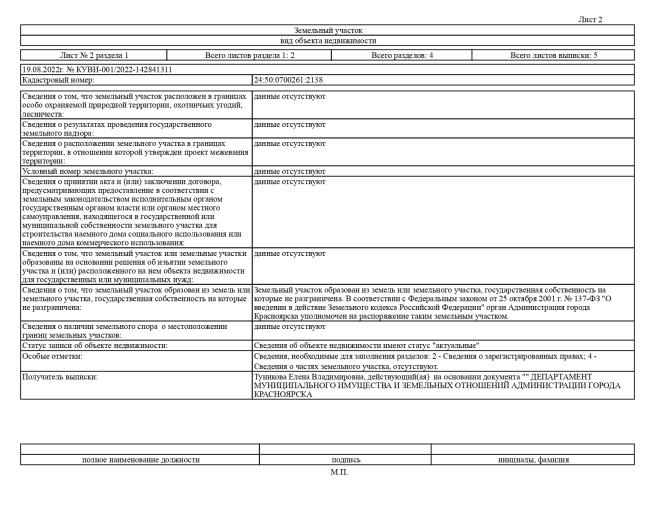 Лист 2
Земельный участок
вид объекта недвижимости
Лист № 2 раздела 1 Всего листов раздела 1: 2 Всего разделов: 4 Всего листов выписки: 5
19.08.2022г. № КУВИ-001/2022-142841311
Кадастровый номер: 24:50:0700261:2138
Сведения о том, что земельный участок расположен в границах данные отсутствуют
особо охраняемой природной территории, охотничьих угодий,
лесничеств:
Сведения о результатах проведения государственного данные отсутствуют
земельного надзора:
Сведения о расположении земельного участка в границах данные отсутствуют
территории, в отношении которой утвержден проект межевания
территории:
Условный номер земельного участка: данные отсутствуют
Сведения о принятии акта и (или) заключении договора, данные отсутствуют
предусматривающих предоставление в соответствии с
земельным законодательством исполнительным органом
государственным органом власти или органом местного
самоуправления, находящегося в государственной или
муниципальной собственности земельного участка для
строительства наемного дома социального использования или
наемного дома коммерческого использования:
Сведения о том, что земельный участок или земельные участки данные отсутствуют
образованы на основании решения об изъятии земельного
участка и (или) расположенного на нем объекта недвижимости
для государственных или муниципальных нужд:
Сведения о том, что земельный участок образован из земель или Земельный участок образован из земель или земельного участка, государственная собственность на
земельного участка, государственная собственность на которые которые не разграничена. В соответствии с Федеральным законом от 25 октября 2001 г. № 137-ФЗ "О
не разграничена: введении в действие Земельного кодекса Российской Федерации" орган Администрация города
Красноярска уполномочен на распоряжение таким земельным участком.
Сведения о наличии земельного спора о местоположении данные отсутствуют
границ земельных участков:
Статус записи об объекте недвижимости: Сведения об объекте недвижимости имеют статус "актуальные"
Особые отметки: Сведения, необходимые для заполнения разделов: 2 - Сведения о зарегистрированных правах; 4 -
Сведения о частях земельного участка, отсутствуют.
Получатель выписки: Туникова Елена Владимировна, действующий(ая) на основании документа "" ДЕПАРТАМЕНТ
МУНИЦИПАЛЬНОГО ИМУЩЕСТВА И ЗЕМЕЛЬНЫХ ОТНОШЕНИЙ АДМИНИСТРАЦИИ ГОРОДА
КРАСНОЯРСКА
полное наименование должности подпись инициалы, фамилия
М.П.